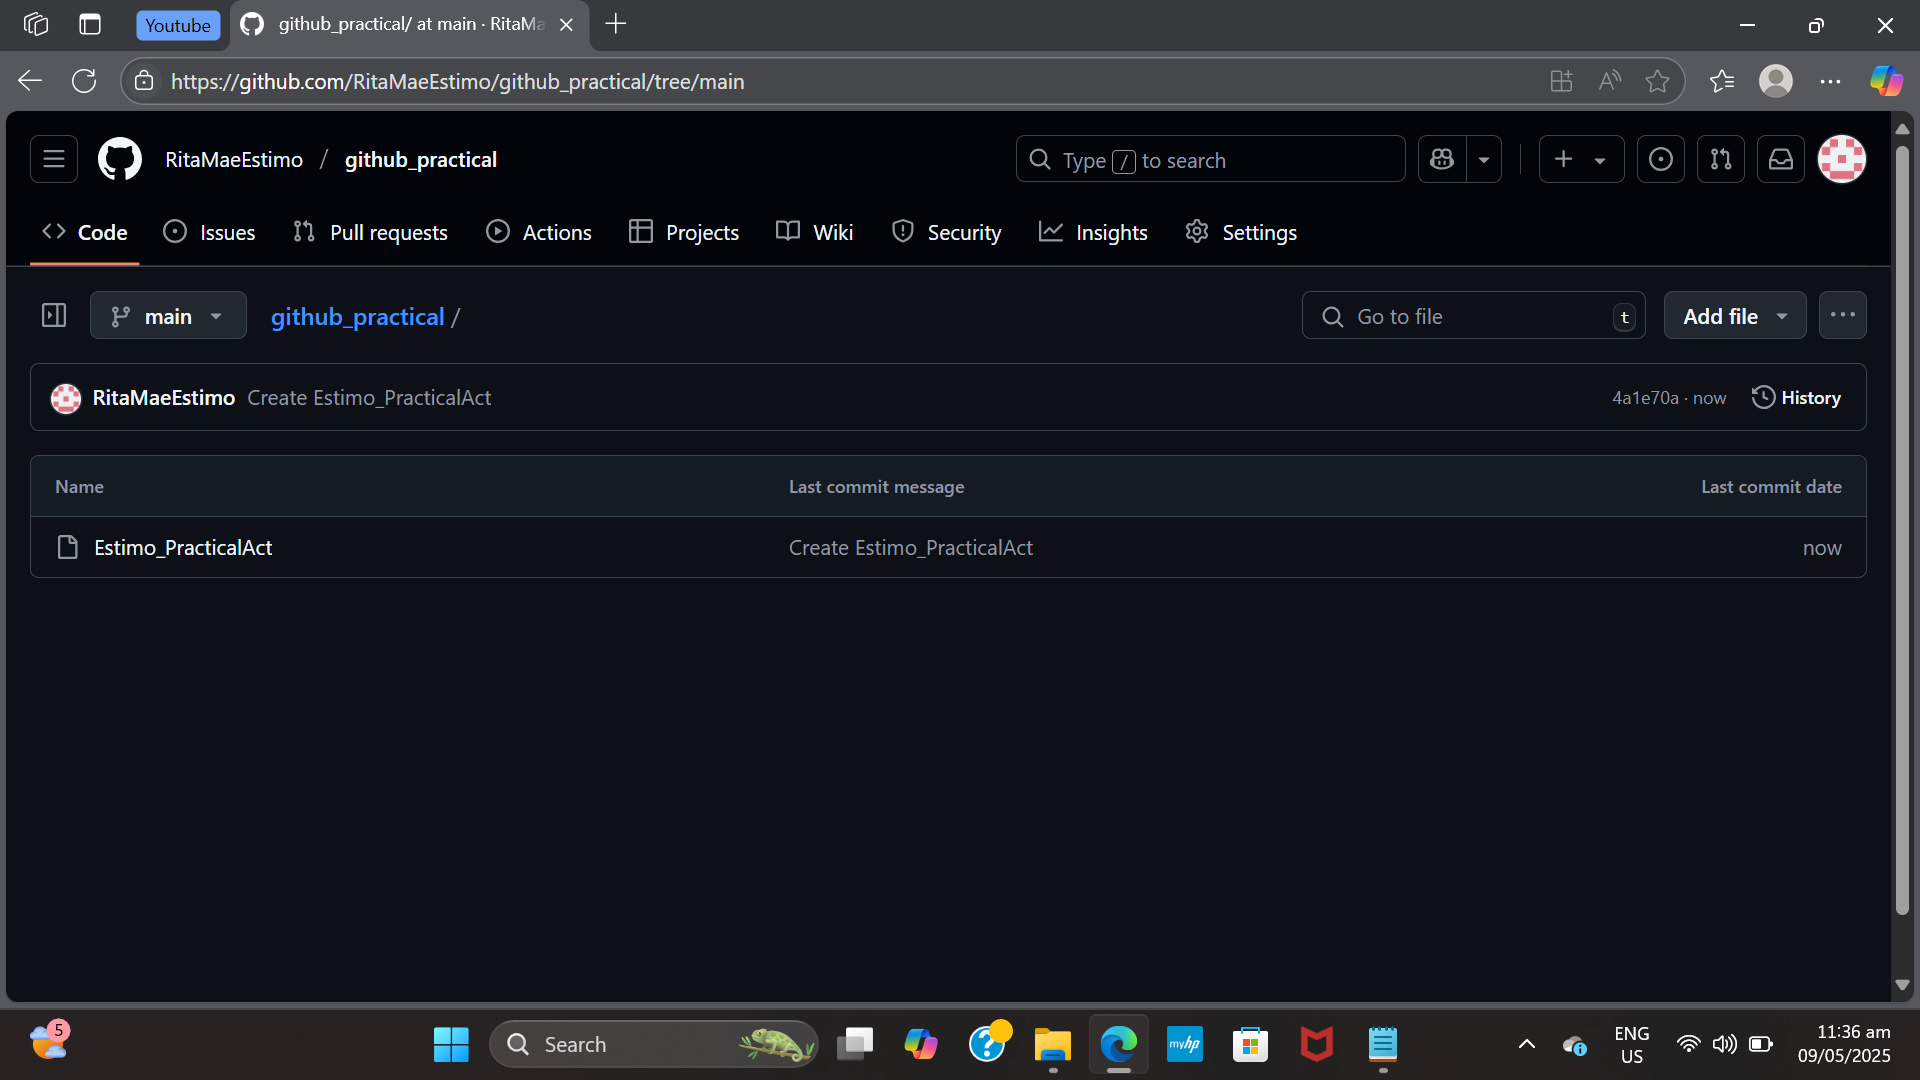 Youtube
github_practical/ at main · RitaMa
https://github.com/RitaMaeEstimo/github_practical/tree/main
RitaMaeEstimo / github_practical
Type / to search
Code
Issues
Pull requests
Actions
Projects
Wiki
Security
Insights
Settings
main
github_practical /
Go to file
t
Add file
RitaMaeEstimo Create Estimo_PracticalAct
4a1e70a · now
History
Name
Last commit message
Last commit date
Estimo_PracticalAct
Create Estimo_PracticalAct
now
5
Search
myhp
ENG
US
11:36 am
09/05/2025